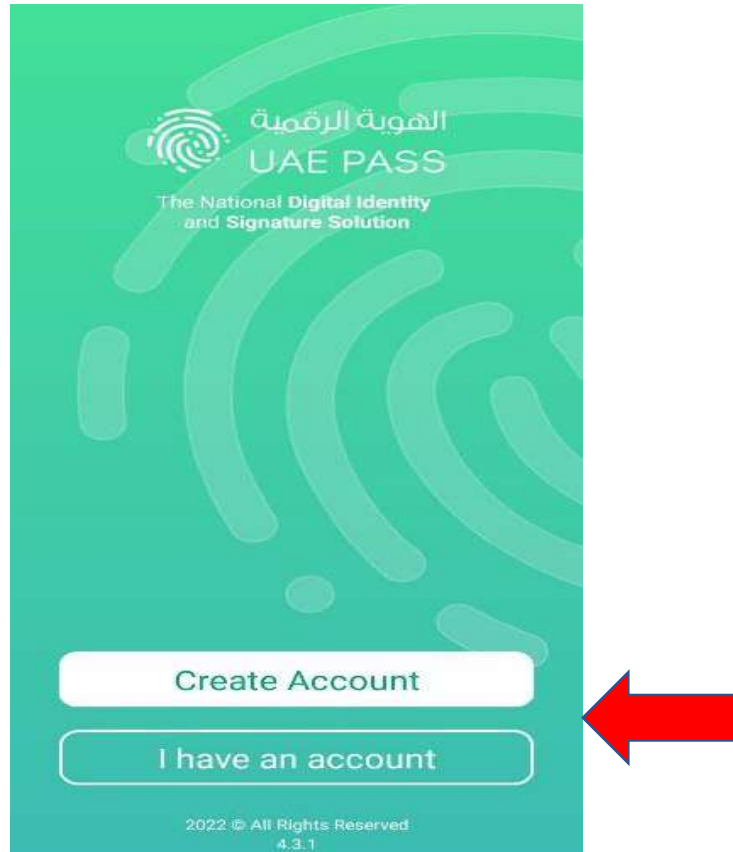 الهوية الرقمية
UAE PASS
The National Digital Identity
and Signature Solution
Create Account
I have an account
2022 © All Rights Reserved
4.3.1